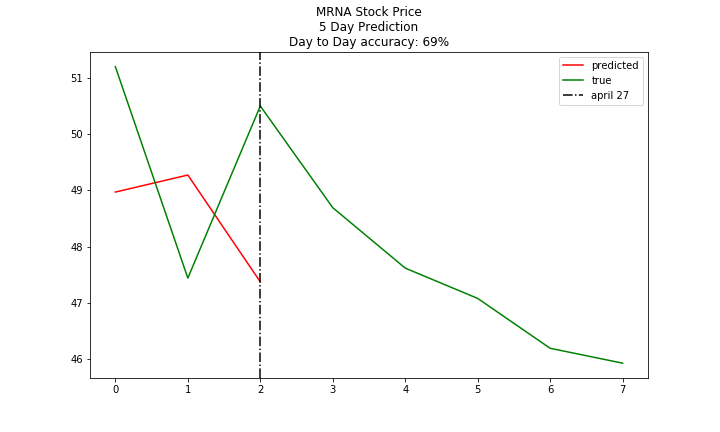 MRNA Stock Price
5 Day Prediction
Day to Day accuracy: 69%
predicted
true
april 27
51
50
49
48
47
46
0 1 2 3 4 5 6 7